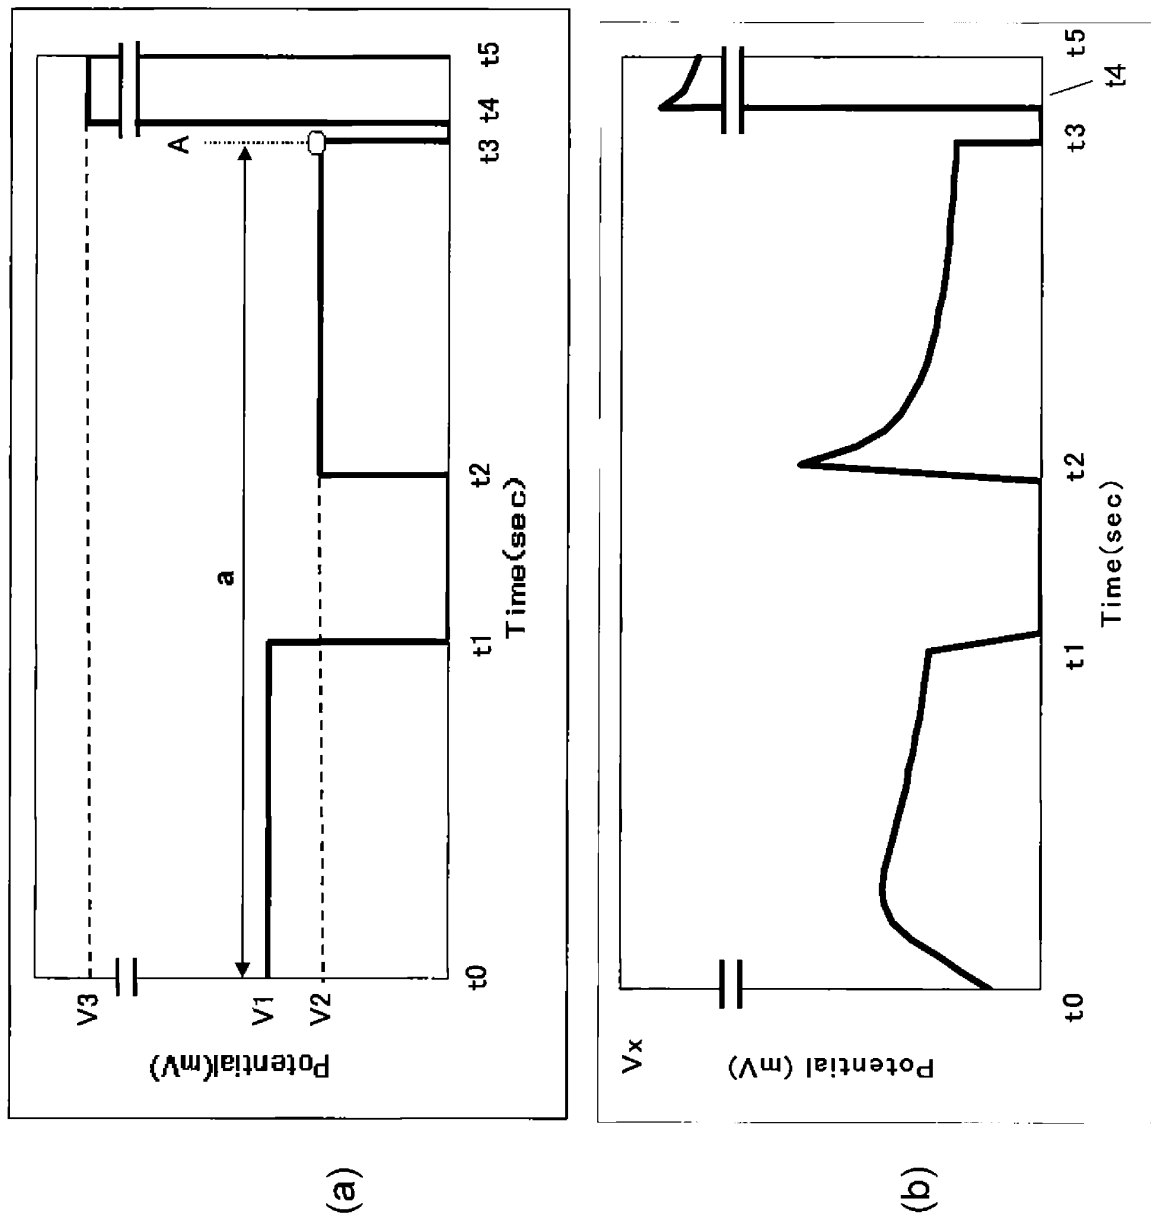 (a)
Potential(mV)
V3
V1
V2
A
a
t0
t1
t2
t3
t4
t5
Time(sec)
(b)
Potential (mV)
Vx
t0
t1
t2
t3
t4
t5
Time(sec)